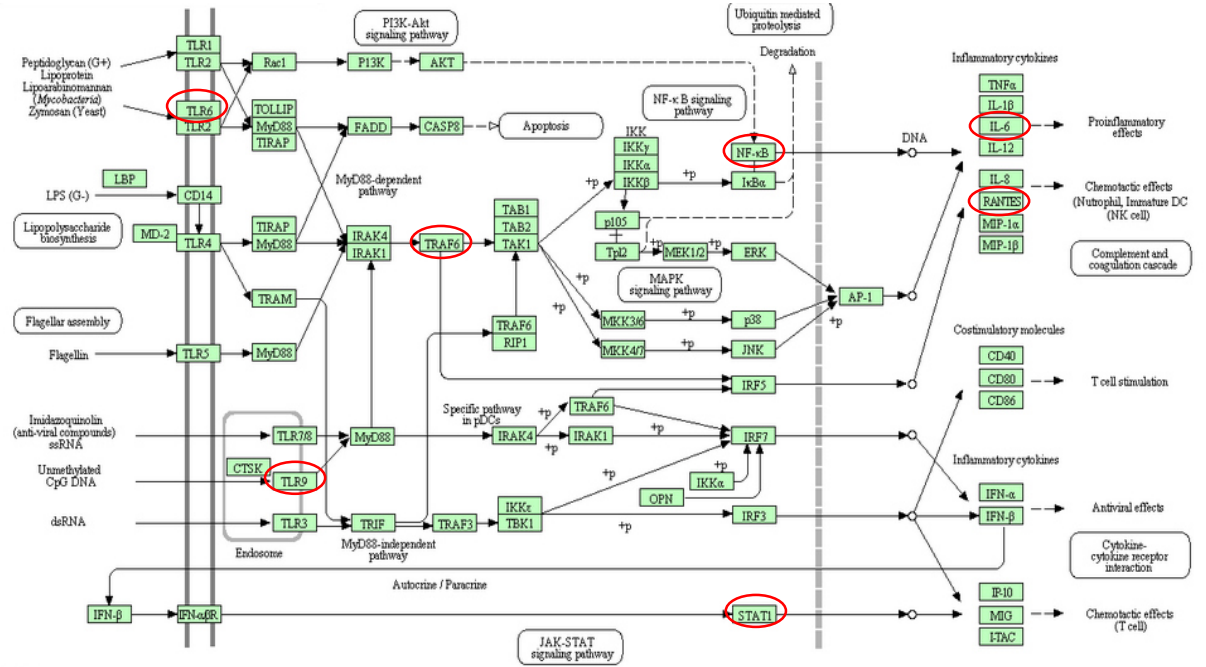 PI3K-Akt
signaling pathway
Ubiquitin mediated
proteolysis
Degradation
TLR1
TLR2
Rac1
P13K
AKT
Peptidoglycan (G+)
Lipoprotein
Lipoarabinomannan
(Mycobacteria)
Zymosan (Yeast)
TLR6
TLR2
TOLLIP
MyD88
TIRAP
FADD
CASP8
Apoptosis
NF-κB signaling
pathway
IKK
IKKγ
IKKα
IKKβ
+p
NF-κB
IκBα
DNA
Inflammatory cytokines
TNFα
IL-1β
IL-6
IL-12
Proinflammatory
effects
IL-8
RANTES
MIP-1α
MIP-1β
Chemotactic effects
(Nutrophil, Immature DC
(NK cell)
Complement and
coagulation cascade
LBP
LPS (G-)
CD14
MyD88-dependent
pathway
Lipopolysaccharide
biosynthesis
MD-2
TLR4
TIRAP
MyD88
IRAK4
IRAK1
TRAF6
TAB1
TAB2
TAK1
+p
p105
Tpl2
+p
MEK1/2
+p
ERK
MAPK
signaling pathway
TRAM
+p
+p
MKK3/6
+p
p38
MKK4/7
+p
JNK
+p
AP-1
Flagellar assembly
Flagellin
TLR5
MyD88
TRAF6
RIP1
IRF5
Costimulatory molecules
CD40
CD80
CD86
T cell stimulation
Imidazoquinolin
(anti-viral compounds)
ssRNA
TLR7/8
MyD88
Specific pathway
in pDCs
IRAK4
+p
+p
TRAF6
IRAK1
+p
IRF7
Unmethylated
CpG DNA
CTSK
TLR9
+p
+p
IKKα
OPN
Inflammatory cytokines
IFN-α
IFN-β
Antiviral effects
dsRNA
TLR3
TRIF
TRAF3
IKKε
TBK1
+p
IRF3
Endosome
MyD88-independent
pathway
Cytokine-
cytokine receptor
interaction
Autocrine / Paracrine
IFN-β
IFN-αβR
STAT1
IP-10
MIG
I-TAC
Chemotactic effects
(T cell)
JAK-STAT
signaling pathway